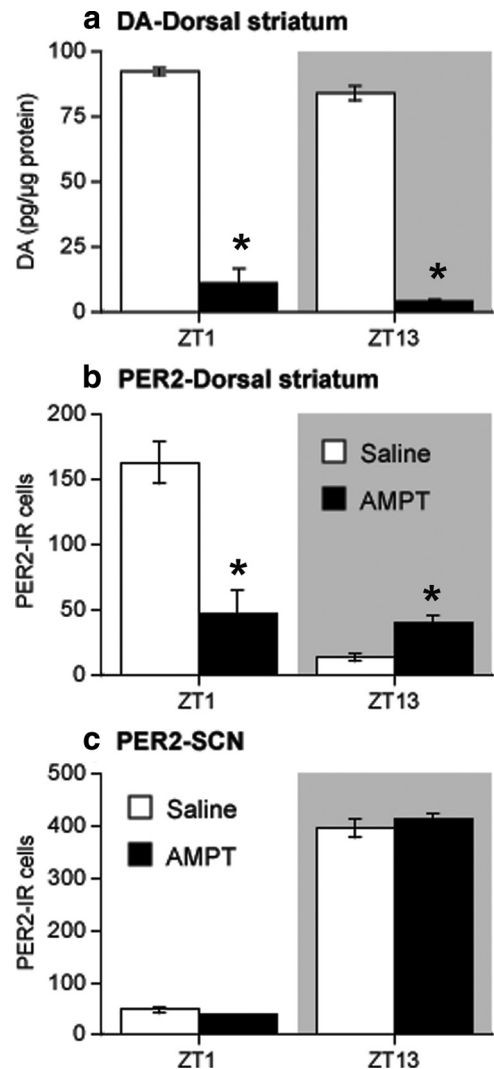 a DA-Dorsal striatum
DA (pg/µg protein)
100
75
50
25
0
*
*
ZT1
ZT13
b PER2-Dorsal striatum
PER2-IR cells
200
150
100
50
0
Saline
AMPT
*
*
ZT1
ZT13
c PER2-SCN
PER2-IR cells
500
400
300
200
100
0
Saline
AMPT
ZT1
ZT13